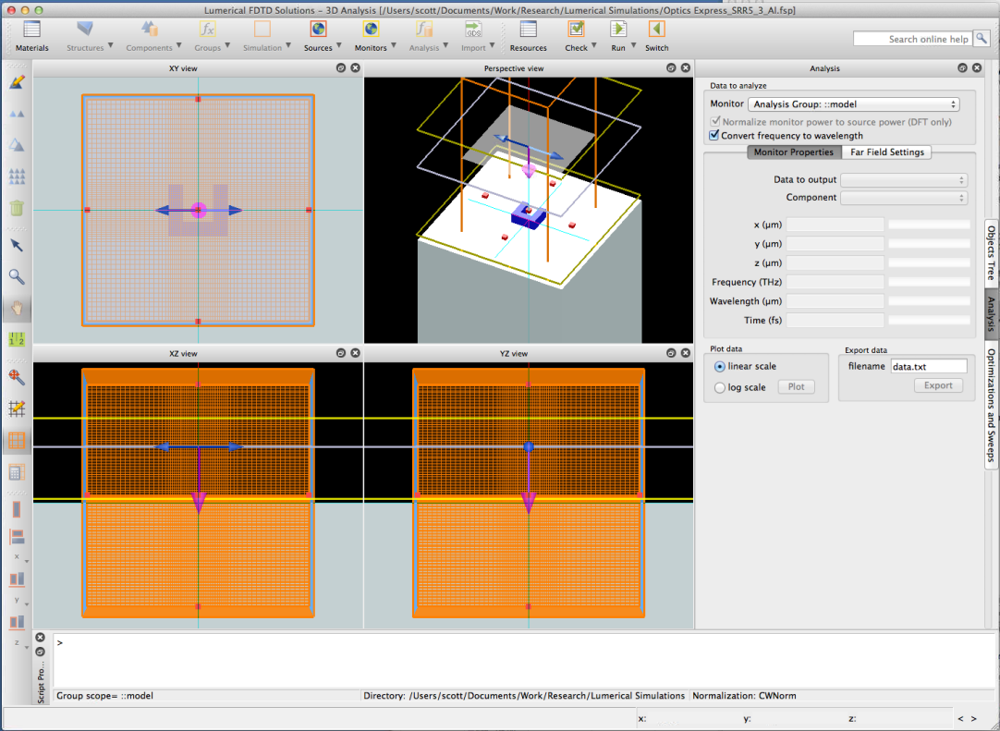 Lumerical FDTD Solutions - 3D Analysis [/Users/scott/Documents/Work/Research/Lumerical Simulations/Optics Express_SRR5_3_Al.fsp]
Materials Structures Components Groups Simulation Sources Monitors Analysis Import Resources Check Run Switch
Search online help
XY view
Perspective view
XZ view
YZ view
x
y
z
Analysis
Data to analyze
Monitor Analysis Group: ::model
Normalize monitor power to source power (DFT only)
Convert frequency to wavelength
Monitor Properties Far Field Settings
Data to output
Component
x (μm)
y (μm)
z (μm)
Frequency (THz)
Wavelength (μm)
Time (fs)
Plot data
linear scale
log scale Plot
Export data
filename data.txt
Export
Objects Tree
Analysis
Optimizations and Sweeps
Script Pro...
>
Group scope= ::model Directory: /Users/scott/Documents/Work/Research/Lumerical Simulations Normalization: CWNorm
x: y: z: < >